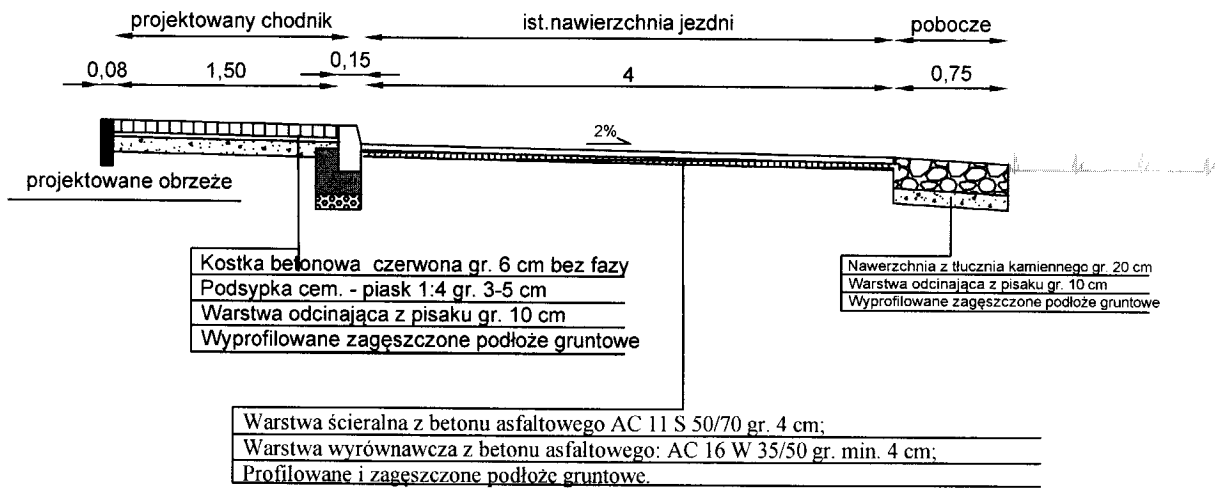 projektowany chodnik
ist.nawierzchnia jezdni
pobocze
0,08
1,50
0,15
4
0,75
2%
projektowane obrzeże
Kostka betonowa czerwona gr. 6 cm bez fazy
Podsypka cem. - piask 1:4 gr. 3-5 cm
Warstwa odcinająca z pisaku gr. 10 cm
Wyprofilowane zagęszczone podłoże gruntowe
Nawerzchnia z tłucznia kamiennego gr. 20 cm
Warstwa odcinająca z pisaku gr. 10 cm
Wyprofilowane zagęszczone podłoże gruntowe
Warstwa ścieralna z betonu asfaltowego AC 11 S 50/70 gr. 4 cm;
Warstwa wyrównawcza z betonu asfaltowego: AC 16 W 35/50 gr. min. 4 cm;
Profilowane i zagęszczone podłoże gruntowe.